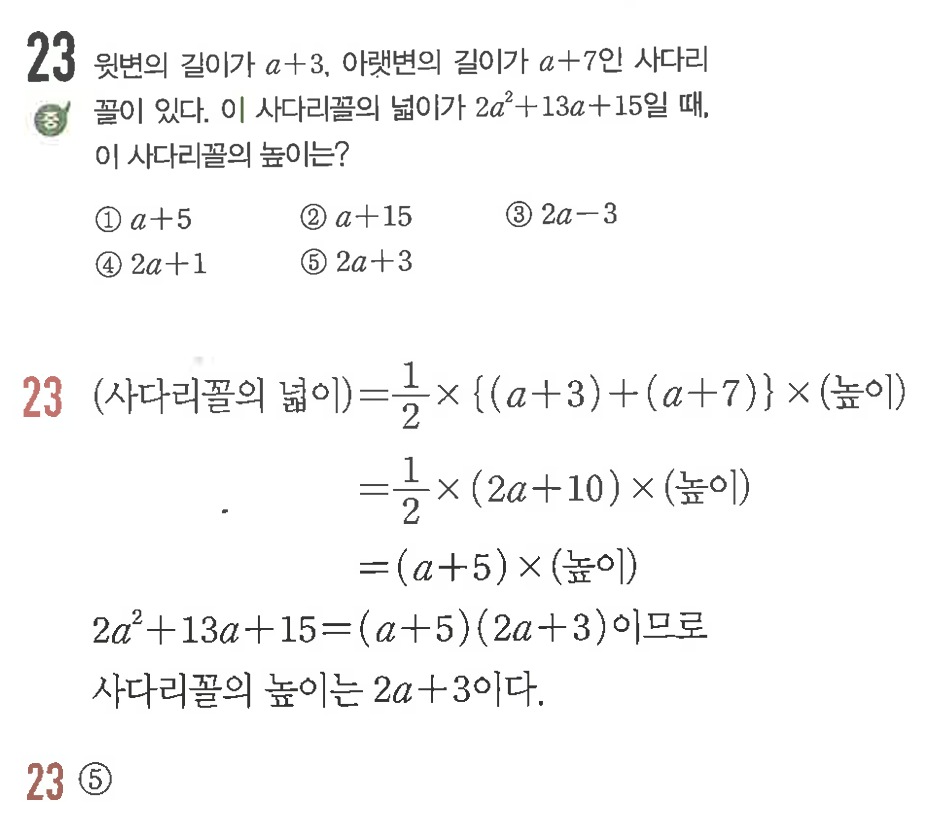 23 윗변의 길이가 a+3, 아랫변의 길이가 a+7인 사다리
중 꼴이 있다. 이 사다리꼴의 넓이가 2a²+13a+15일 때,
이 사다리꼴의 높이는?
① a+5 ② a+15 ③ 2a-3
④ 2a+1 ⑤ 2a+3
23 (사다리꼴의 넓이)=1/2×{(a+3)+(a+7)}×(높이)
=1/2×(2a+10)×(높이)
=(a+5)×(높이)
2a²+13a+15=(a+5)(2a+3)이므로
사다리꼴의 높이는 2a+3이다.
23 ⑤